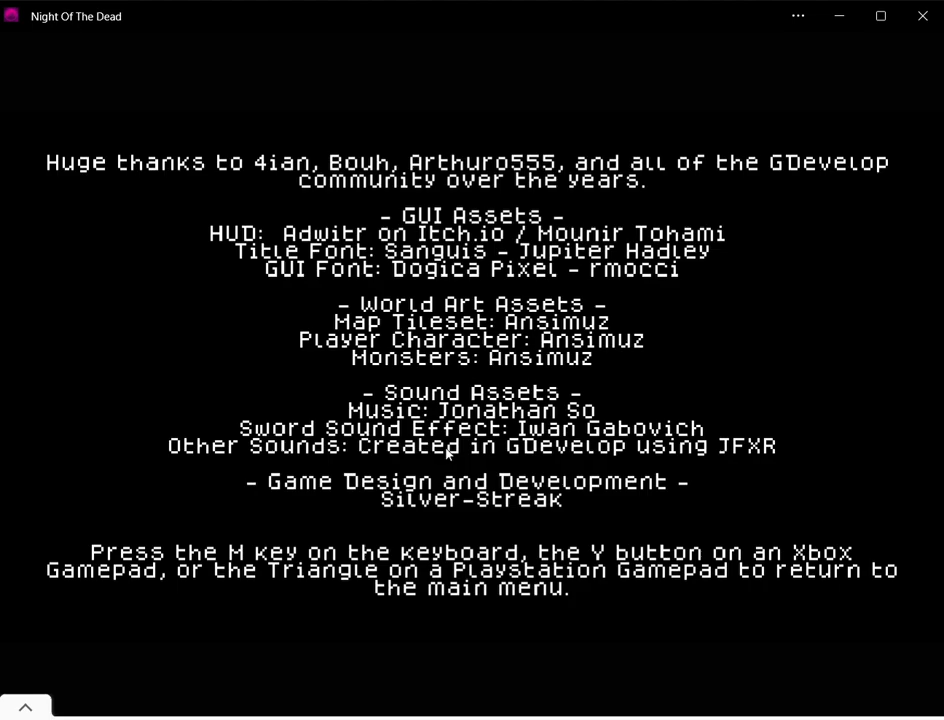 Night Of The Dead
Huge thanks to 4ian, Bouh, Arthuro555, and all of the GDevelop
community over the years.
- GUI Assets -
HUD:  Adwitr on Itch.io / Mounir Tohami
Title Font: Sanguis - Jupiter Hadley
GUI Font: Dogica Pixel - rmocci
- World Art Assets -
Map Tileset: Ansimuz
Player Character: Ansimuz
Monsters: Ansimuz
- Sound Assets -
Music: Jonathan So
Sword Sound Effect: Iwan Gabovich
Other Sounds: Created in GDevelop using JFXR
- Game Design and Development -
Silver-Streak
Press the M key on the keyboard, the Y button on an Xbox
Gamepad, or the Triangle on a Playstation Gamepad to return to
the main menu.